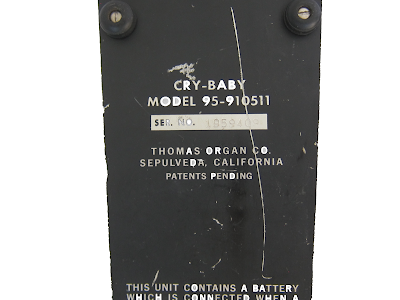 CRY-BABY
MODEL 95-910511
SER. NO.
THOMAS ORGAN CO.
SEPULVEDA, CALIFORNIA
PATENTS PENDING
THIS UNIT CONTAINS A BATTERY
WHICH IS CONNECTED WHEN A